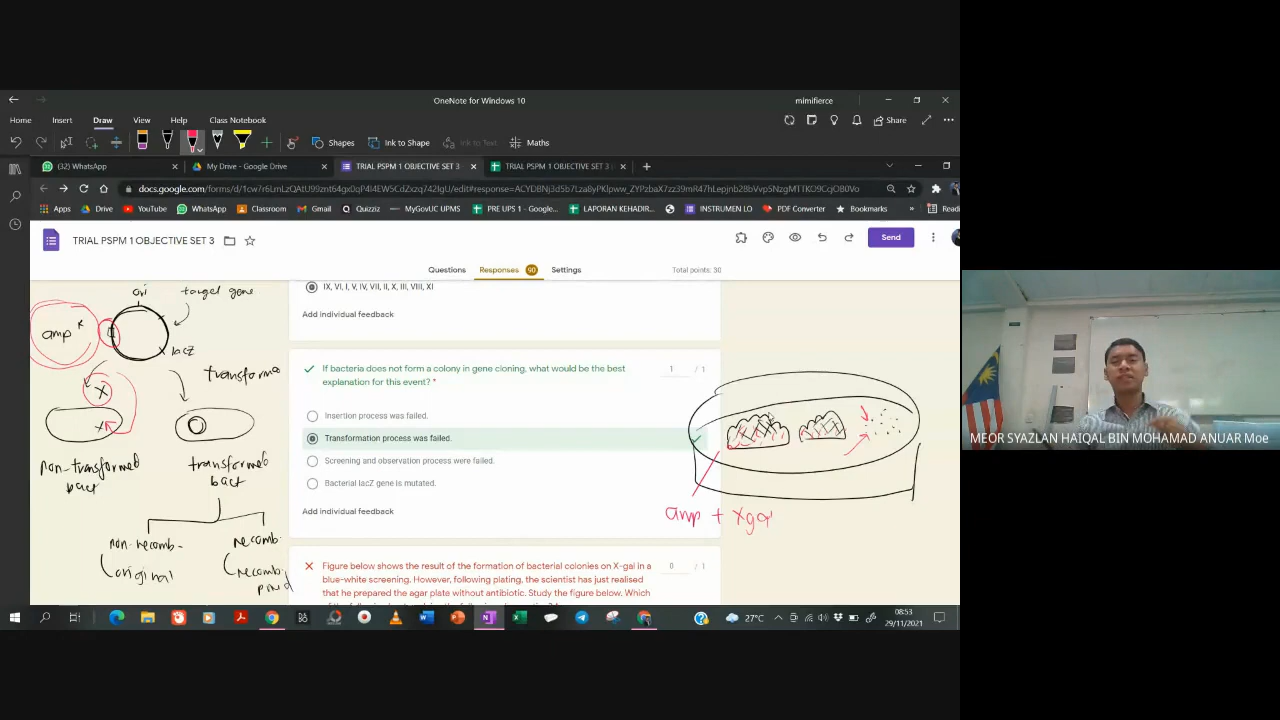 OneNote for Windows 10
mimifierce
Home Insert Draw View Help Class Notebook
Share
Shapes Ink to Shape Ink to Text Maths
(32) WhatsApp
My Drive - Google Drive
TRIAL PSPM 1 OBJECTIVE SET 3
TRIAL PSPM 1 OBJECTIVE SET 3
Apps Drive YouTube WhatsApp Classroom Gmail Quizziz MyGovUC UPMS PRE UPS 1 - Google... LAPORAN KEHADIR... INSTRUMEN LO PDF Converter Bookmarks
TRIAL PSPM 1 OBJECTIVE SET 3
Send
Questions Responses 90 Settings
Total points: 30
IX, VI, I, V, IV, VII, II, X, III, VIII, XI
Add individual feedback
If bacteria does not form a colony in gene cloning, what would be the best
explanation for this event? *
1 / 1
Insertion process was failed.
Transformation process was failed.
Screening and observation process were failed.
Bacterial lacZ gene is mutated.
Add individual feedback
Figure below shows the result of the formation of bacterial colonies on X-gal in a
blue-white screening. However, following plating, the scientist has just realised
that he prepared the agar plate without antibiotic. Study the figure below. Which
0 / 1
ori target gene
amp
lacZ
transforma
X
X
non-transformed
bact
transformed
bact
non-recomb-
(original
recomb-
(recomb-
amp + Xgal
MEOR SYAZLAN HAIQAL BIN MOHAMAD ANUAR Moe
27°C
08:53
29/11/2021